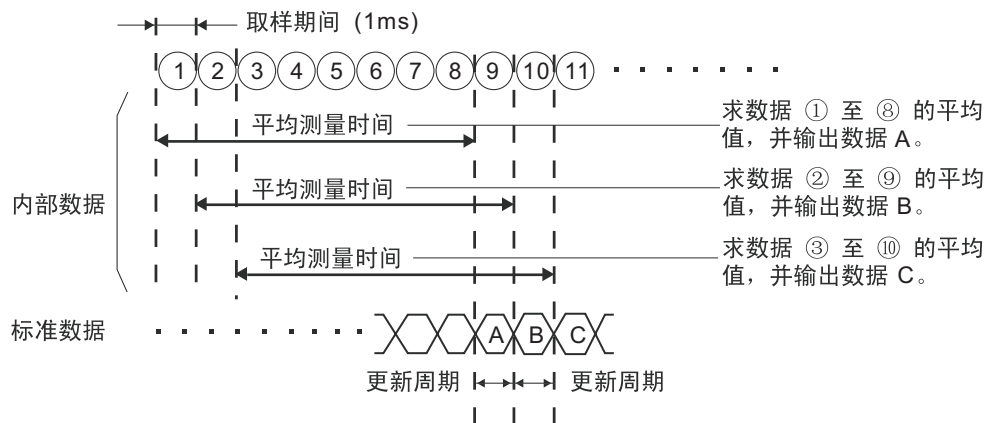 取样期间 (1ms)
① ② ③ ④ ⑤ ⑥ ⑦ ⑧ ⑨ ⑩ ⑪ · · · · · · · ·
平均测量时间
求数据 ① 至 ⑧ 的平均
值，并输出数据 A。
内部数据
平均测量时间
求数据 ② 至 ⑨ 的平均
值，并输出数据 B。
平均测量时间
求数据 ③ 至 ⑩ 的平均
值，并输出数据 C。
标准数据 · · · · · · · · · A B C
更新周期 更新周期